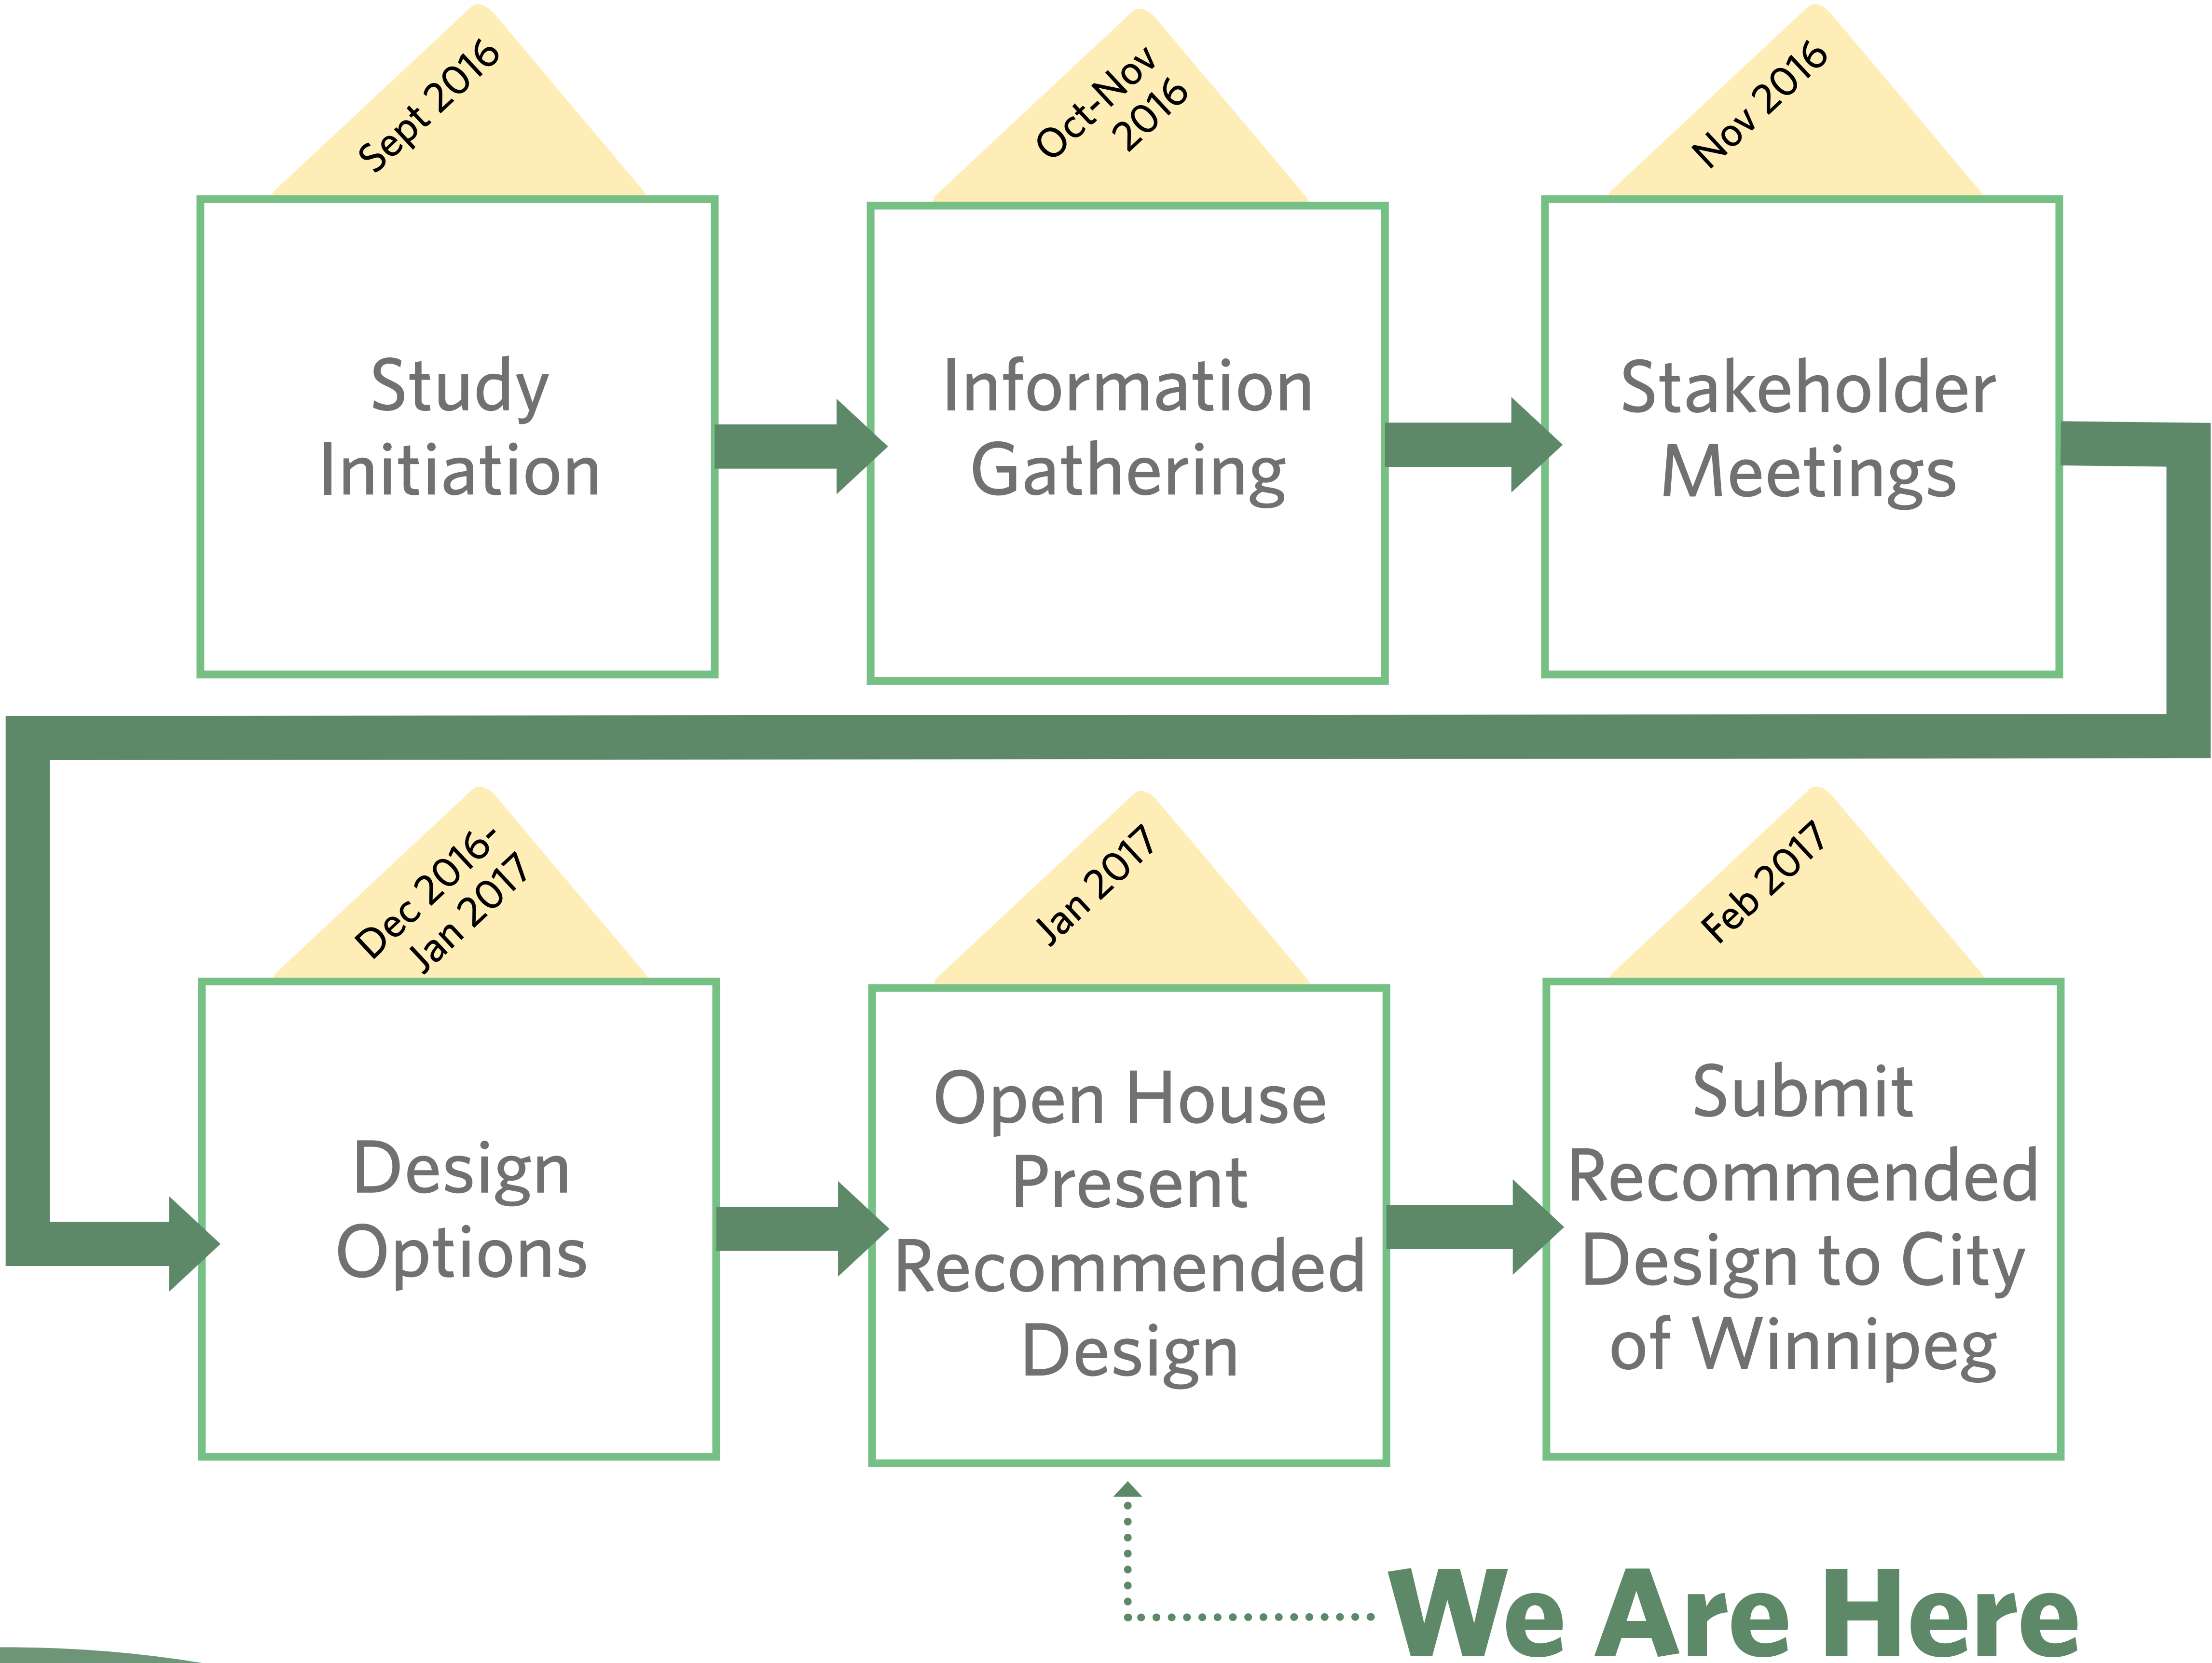 Sept 2016
Study
Initiation
Oct-Nov
2016
Information
Gathering
Nov 2016
Stakeholder
Meetings
Dec 2016-
Jan 2017
Design
Options
Jan 2017
Open House
Present
Recommended
Design
Feb 2017
Submit
Recommended
Design to City
of Winnipeg
We Are Here